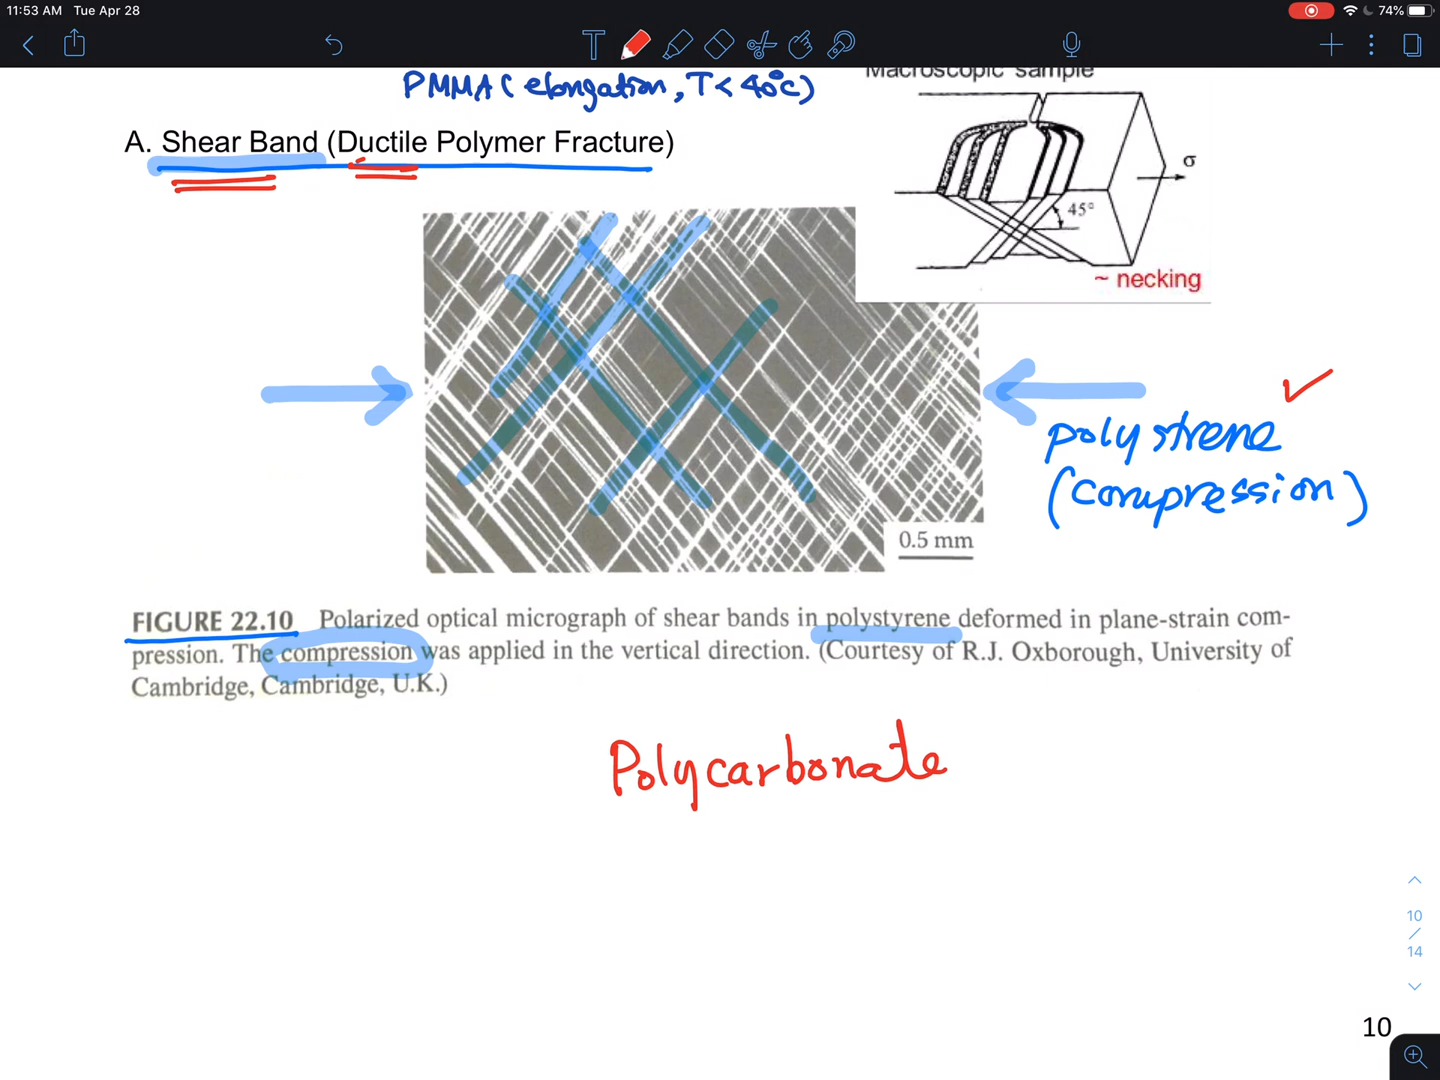 11:53 AM Tue Apr 28
74%
T
PMMA ( elongation, T < 40°C)
Macroscopic sample
A. Shear Band (Ductile Polymer Fracture)
σ
45°
~ necking
polystrene
(compression)
0.5 mm
FIGURE 22.10 Polarized optical micrograph of shear bands in polystyrene deformed in plane-strain com-
pression. The compression was applied in the vertical direction. (Courtesy of R.J. Oxborough, University of
Cambridge, Cambridge, U.K.)
Polycarbonate
10
/
14
10